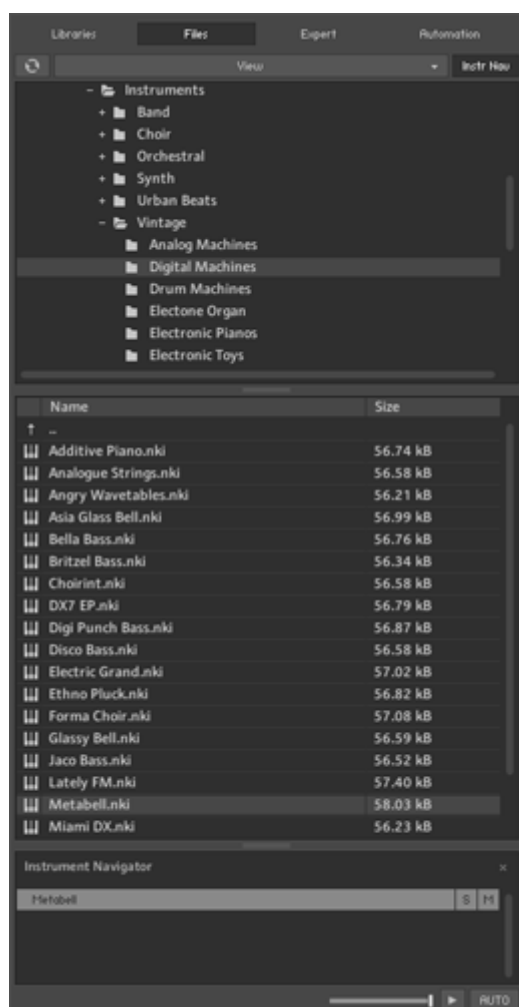 Libraries Files Expert Automation
View Instr Nav
Instruments
Band
Choir
Orchestral
Synth
Urban Beats
Vintage
Analog Machines
Digital Machines
Drum Machines
Electone Organ
Electronic Pianos
Electronic Toys
Name Size
..
Additive Piano.nki 56.74 kB
Analogue Strings.nki 56.58 kB
Angry Wavetables.nki 56.21 kB
Asia Glass Bell.nki 56.99 kB
Bella Bass.nki 56.76 kB
Britzel Bass.nki 56.34 kB
Choirint.nki 56.58 kB
DX7 EP.nki 56.79 kB
Digi Punch Bass.nki 56.87 kB
Disco Bass.nki 56.58 kB
Electric Grand.nki 57.02 kB
Ethno Pluck.nki 56.82 kB
Forma Choir.nki 57.08 kB
Glassy Bell.nki 56.59 kB
Jaco Bass.nki 56.52 kB
Lately FM.nki 57.40 kB
Metabell.nki 58.03 kB
Miami DX.nki 56.23 kB
Instrument Navigator ×
Metabell S M
AUTO